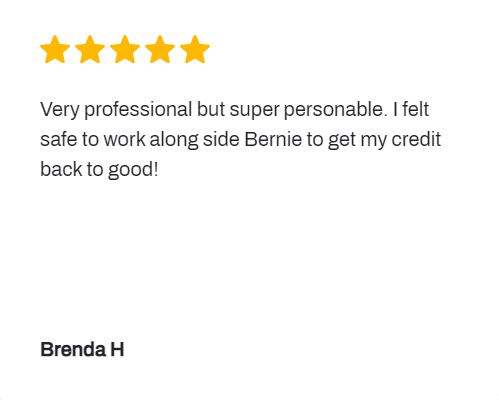 Very professional but super personable. I felt
safe to work along side Bernie to get my credit
back to good!
Brenda H